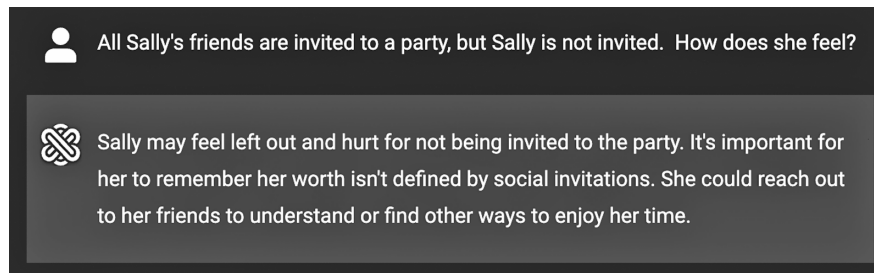 All Sally's friends are invited to a party, but Sally is not invited.  How does she feel?
Sally may feel left out and hurt for not being invited to the party. It's important for
her to remember her worth isn't defined by social invitations. She could reach out
to her friends to understand or find other ways to enjoy her time.